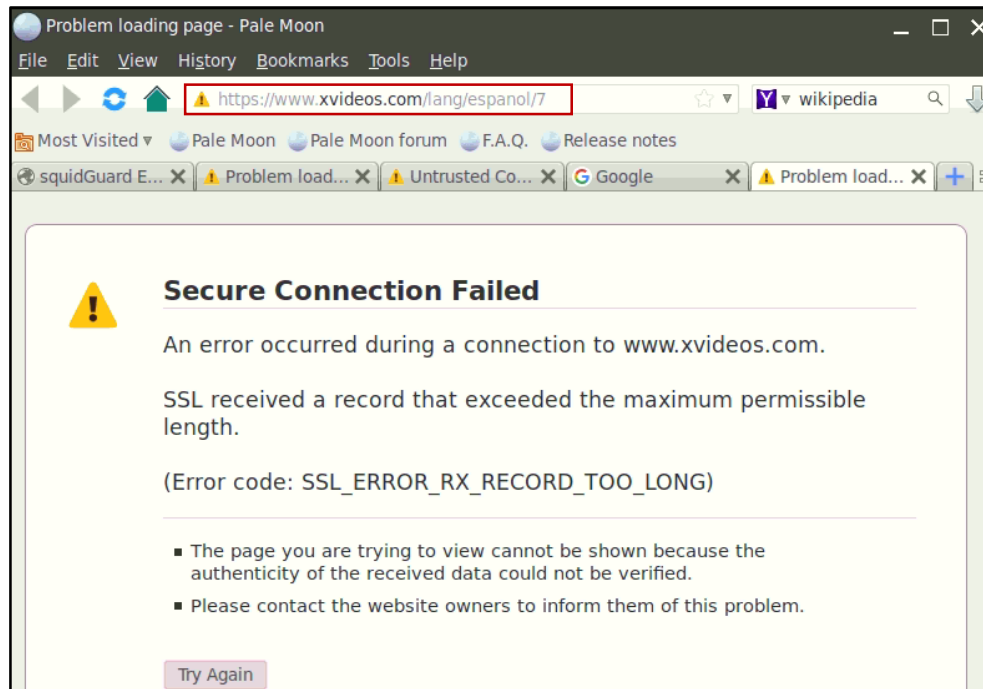 Problem loading page - Pale Moon
File Edit View History Bookmarks Tools Help
https://www.xvideos.com/lang/espanol/7 wikipedia
Most Visited Pale Moon Pale Moon forum F.A.Q. Release notes
squidGuard E... Problem load... Untrusted Co... Google Problem load...
Secure Connection Failed
An error occurred during a connection to www.xvideos.com.
SSL received a record that exceeded the maximum permissible
length.
(Error code: SSL_ERROR_RX_RECORD_TOO_LONG)
The page you are trying to view cannot be shown because the
authenticity of the received data could not be verified.
Please contact the website owners to inform them of this problem.
Try Again